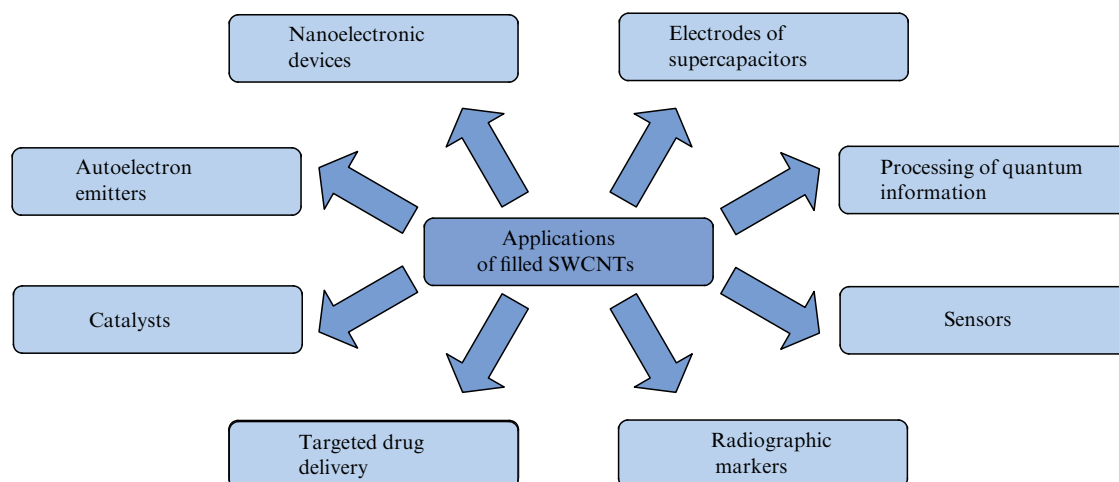 Nanoelectronic
devices
Electrodes of
supercapacitors
Autoelectron
emitters
Processing of quantum
information
Applications
of filled SWCNTs
Catalysts
Sensors
Targeted drug
delivery
Radiographic
markers